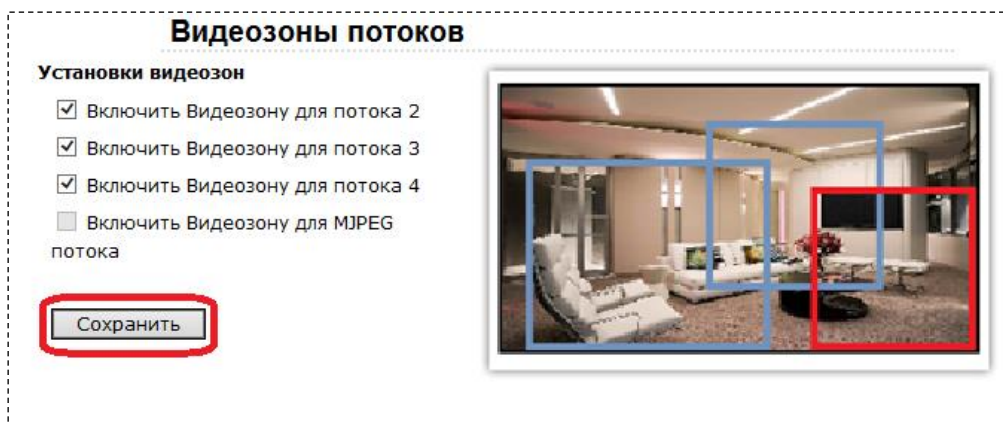 Видеозоны потоков
Установки видеозон
Включить Видеозону для потока 2
Включить Видеозону для потока 3
Включить Видеозону для потока 4
Включить Видеозону для MJPEG
потока
Сохранить